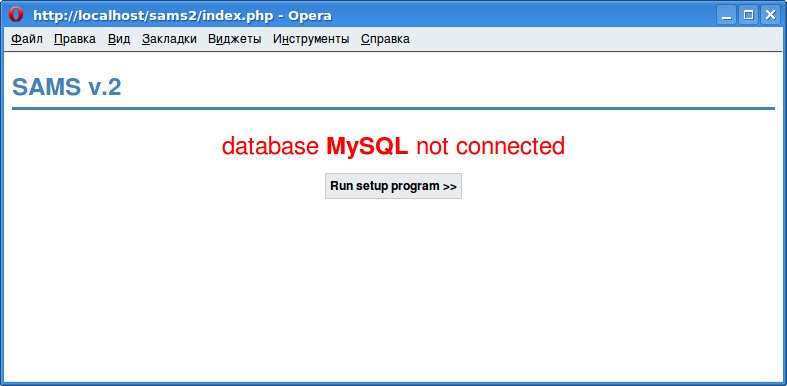 http://localhost/sams2/index.php - Opera
Файл Правка Вид Закладки Виджеты Инструменты Справка
SAMS v.2
database MySQL not connected
Run setup program >>